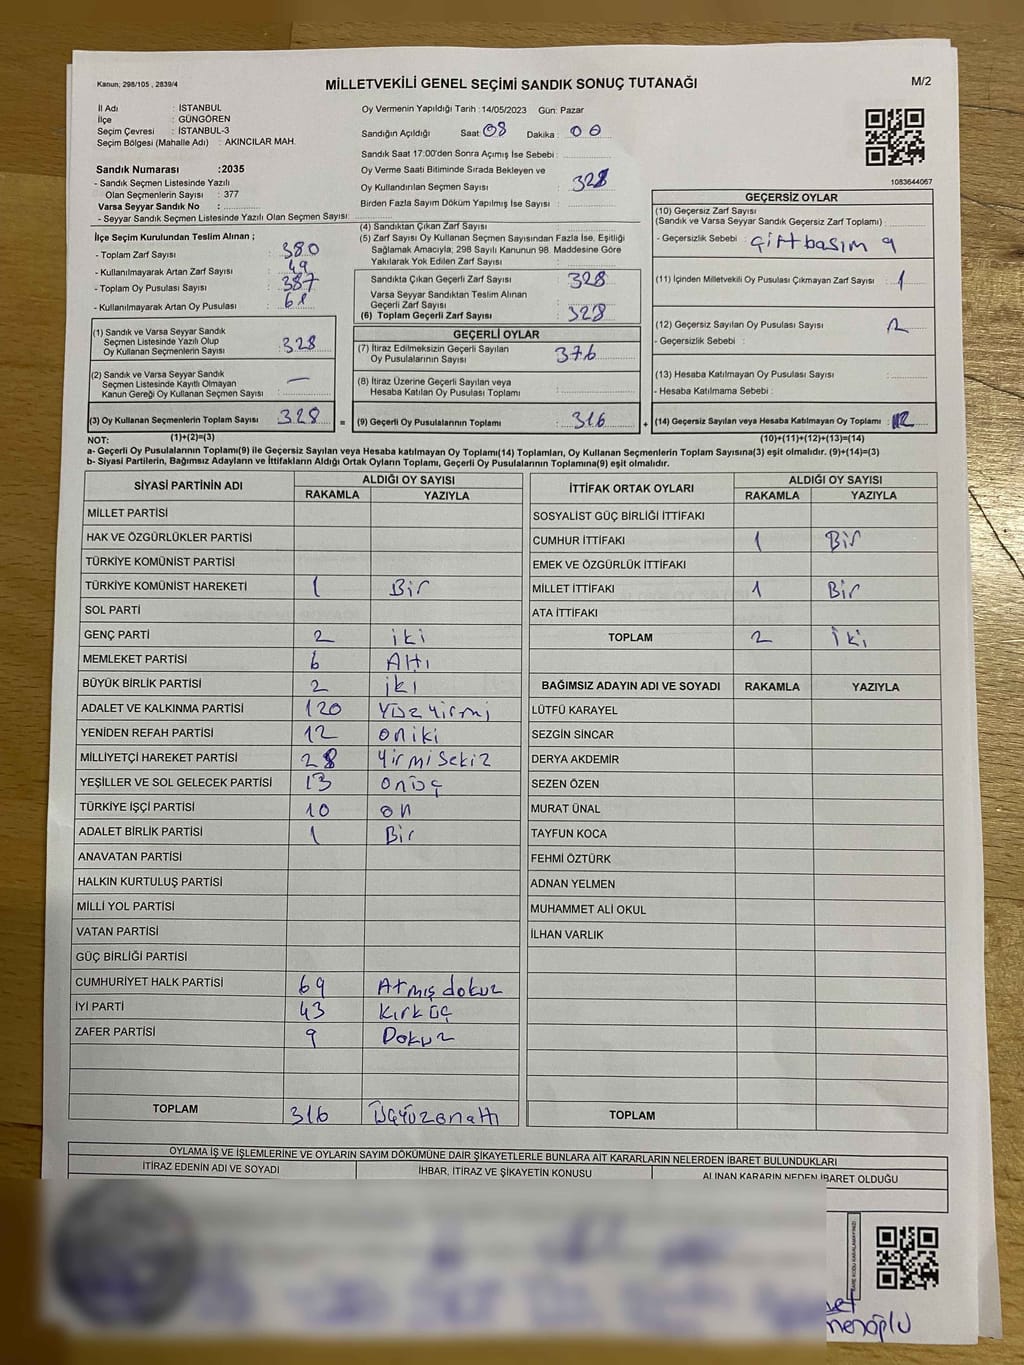 Kanun; 298/105 , 2839/4
MİLLETVEKİLİ GENEL SEÇİMİ SANDIK SONUÇ TUTANAĞI
M/2
İl Adı : İSTANBUL
İlçe : GÜNGÖREN
Seçim Çevresi : İSTANBUL-3
Seçim Bölgesi (Mahalle Adı) : AKINCILAR MAH.
Oy Vermenin Yapıldığı Tarih : 14/05/2023 Gün: Pazar
Sandığın Açıldığı Saat 08 Dakika : 00
Sandık Saat 17:00'den Sonra Açımış İse Sebebi :
Oy Verme Saati Bitiminde Sırada Bekleyen ve
Oy Kullandırılan Seçmen Sayısı : 328
Birden Fazla Sayım Döküm Yapılmış İse Sayısı :
Sandık Numarası :2035
- Sandık Seçmen Listesinde Yazılı
Olan Seçmenlerin Sayısı : 377
Varsa Seyyar Sandık No :
- Seyyar Sandık Seçmen Listesinde Yazılı Olan Seçmen Sayısı:
İlçe Seçim Kurulundan Teslim Alınan ;
- Toplam Zarf Sayısı : 380
- Kullanılmayarak Artan Zarf Sayısı : 49
- Toplam Oy Pusulası Sayısı : 387
- Kullanılmayarak Artan Oy Pusulası : 61
(1) Sandık ve Varsa Seyyar Sandık
Seçmen Listesinde Yazılı Olup
Oy Kullanan Seçmenlerin Sayısı : 328
(2) Sandık ve Varsa Seyyar Sandık
Seçmen Listesinde Kayıtlı Olmayan
Kanun Gereği Oy Kullanan Seçmen Sayısı : —
(3) Oy Kullanan Seçmenlerin Toplam Sayısı : 328
(1)+(2)=(3)
(4) Sandıktan Çıkan Zarf Sayısı :
(5) Zarf Sayısı Oy Kullanan Seçmen Sayısından Fazla İse, Eşitliği
Sağlamak Amacıyla; 298 Sayılı Kanunun 98. Maddesine Göre
Yakılarak Yok Edilen Zarf Sayısı :
Sandıkta Çıkan Geçerli Zarf Sayısı : 328
Varsa Seyyar Sandıktan Teslim Alınan
Geçerli Zarf Sayısı :
(6) Toplam Geçerli Zarf Sayısı : 328
GEÇERLİ OYLAR
(7) İtiraz Edilmeksizin Geçerli Sayılan
Oy Pusulalarının Sayısı : 376
(8) İtiraz Üzerine Geçerli Sayılan veya
Hesaba Katılan Oy Pusulası Toplamı :
= (9) Geçerli Oy Pusulalarının Toplamı : 316 +
1083644067
GEÇERSİZ OYLAR
(10) Geçersiz Zarf Sayısı
(Sandık ve Varsa Seyyar Sandık Geçersiz Zarf Toplamı) :
- Geçersizlik Sebebi : Çift basım 9
(11) İçinden Milletvekili Oy Pusulası Çıkmayan Zarf Sayısı : 1
(12) Geçersiz Sayılan Oy Pusulası Sayısı : 2
- Geçersizlik Sebebi :
(13) Hesaba Katılmayan Oy Pusulası Sayısı :
- Hesaba Katılmama Sebebi :
(14) Geçersiz Sayılan veya Hesaba Katılmayan Oy Toplamı : 12
(10)+(11)+(12)+(13)=(14)
NOT:
a- Geçerli Oy Pusulasının Toplamı(9) ile Geçersiz Sayılan veya Hesaba katılmayan Oy Toplamı(14) Toplamları, Oy Kullanan Seçmenlerin Toplam Sayısına(3) eşit olmalıdır. (9)+(14)=(3)
b- Siyasi Partilerin, Bağımsız Adayların ve İttifakların Aldığı Ortak Oyların Toplamı, Geçerli Oy Pusulalarının Toplamına(9) eşit olmalıdır.
SİYASİ PARTİNİN ADI ALDIĞI OY SAYISI
RAKAMLA YAZIYLA
MİLLET PARTİSİ
HAK VE ÖZGÜRLÜKLER PARTİSİ
TÜRKİYE KOMÜNİST PARTİSİ
TÜRKİYE KOMÜNİST HAREKETİ 1 Bir
SOL PARTİ
GENÇ PARTİ 2 iki
MEMLEKET PARTİSİ 6 Altı
BÜYÜK BİRLİK PARTİSİ 2 iki
ADALET VE KALKINMA PARTİSİ 120 Yüz Yirmi
YENİDEN REFAH PARTİSİ 12 oniki
MİLLİYETÇİ HAREKET PARTİSİ 28 Yirmi Sekiz
YEŞİLLER VE SOL GELECEK PARTİSİ 13 onüç
TÜRKİYE İŞÇİ PARTİSİ 10 on
ADALET BİRLİK PARTİSİ 1 Bir
ANAVATAN PARTİSİ
HALKIN KURTULUŞ PARTİSİ
MİLLİ YOL PARTİSİ
VATAN PARTİSİ
GÜÇ BİRLİĞİ PARTİSİ
CUMHURİYET HALK PARTİSİ 69 Atmış dokuz
İYİ PARTİ 43 Kırk üç
ZAFER PARTİSİ 9 Dokuz
TOPLAM 316 Üçyüzonaltı
İTTİFAK ORTAK OYLARI ALDIĞI OY SAYISI
RAKAMLA YAZIYLA
SOSYALİST GÜÇ BİRLİĞİ İTTİFAKI
CUMHUR İTTİFAKI 1 Bir
EMEK VE ÖZGÜRLÜK İTTİFAKI
MİLLET İTTİFAKI 1 Bir
ATA İTTİFAKI
TOPLAM 2 İki
BAĞIMSIZ ADAYIN ADI VE SOYADI RAKAMLA YAZIYLA
LÜTFÜ KARAYEL
SEZGİN SİNCAR
DERYA AKDEMİR
SEZEN ÖZEN
MURAT ÜNAL
TAYFUN KOCA
FEHMİ ÖZTÜRK
ADNAN YELMEN
MUHAMMET ALİ OKUL
İLHAN VARLIK
TOPLAM
OYLAMA İŞ VE İŞLEMLERİNE VE OYLARIN SAYIM DÖKÜMÜNE DAİR ŞİKAYETLERLE BUNLARA AİT KARARLARIN NELERDEN İBARET BULUNDUKLARI
İTİRAZ EDENİN ADI VE SOYADI İHBAR, İTİRAZ VE ŞİKAYETİN KONUSU ALINAN KARARIN NEDEN İBARET OLDUĞU